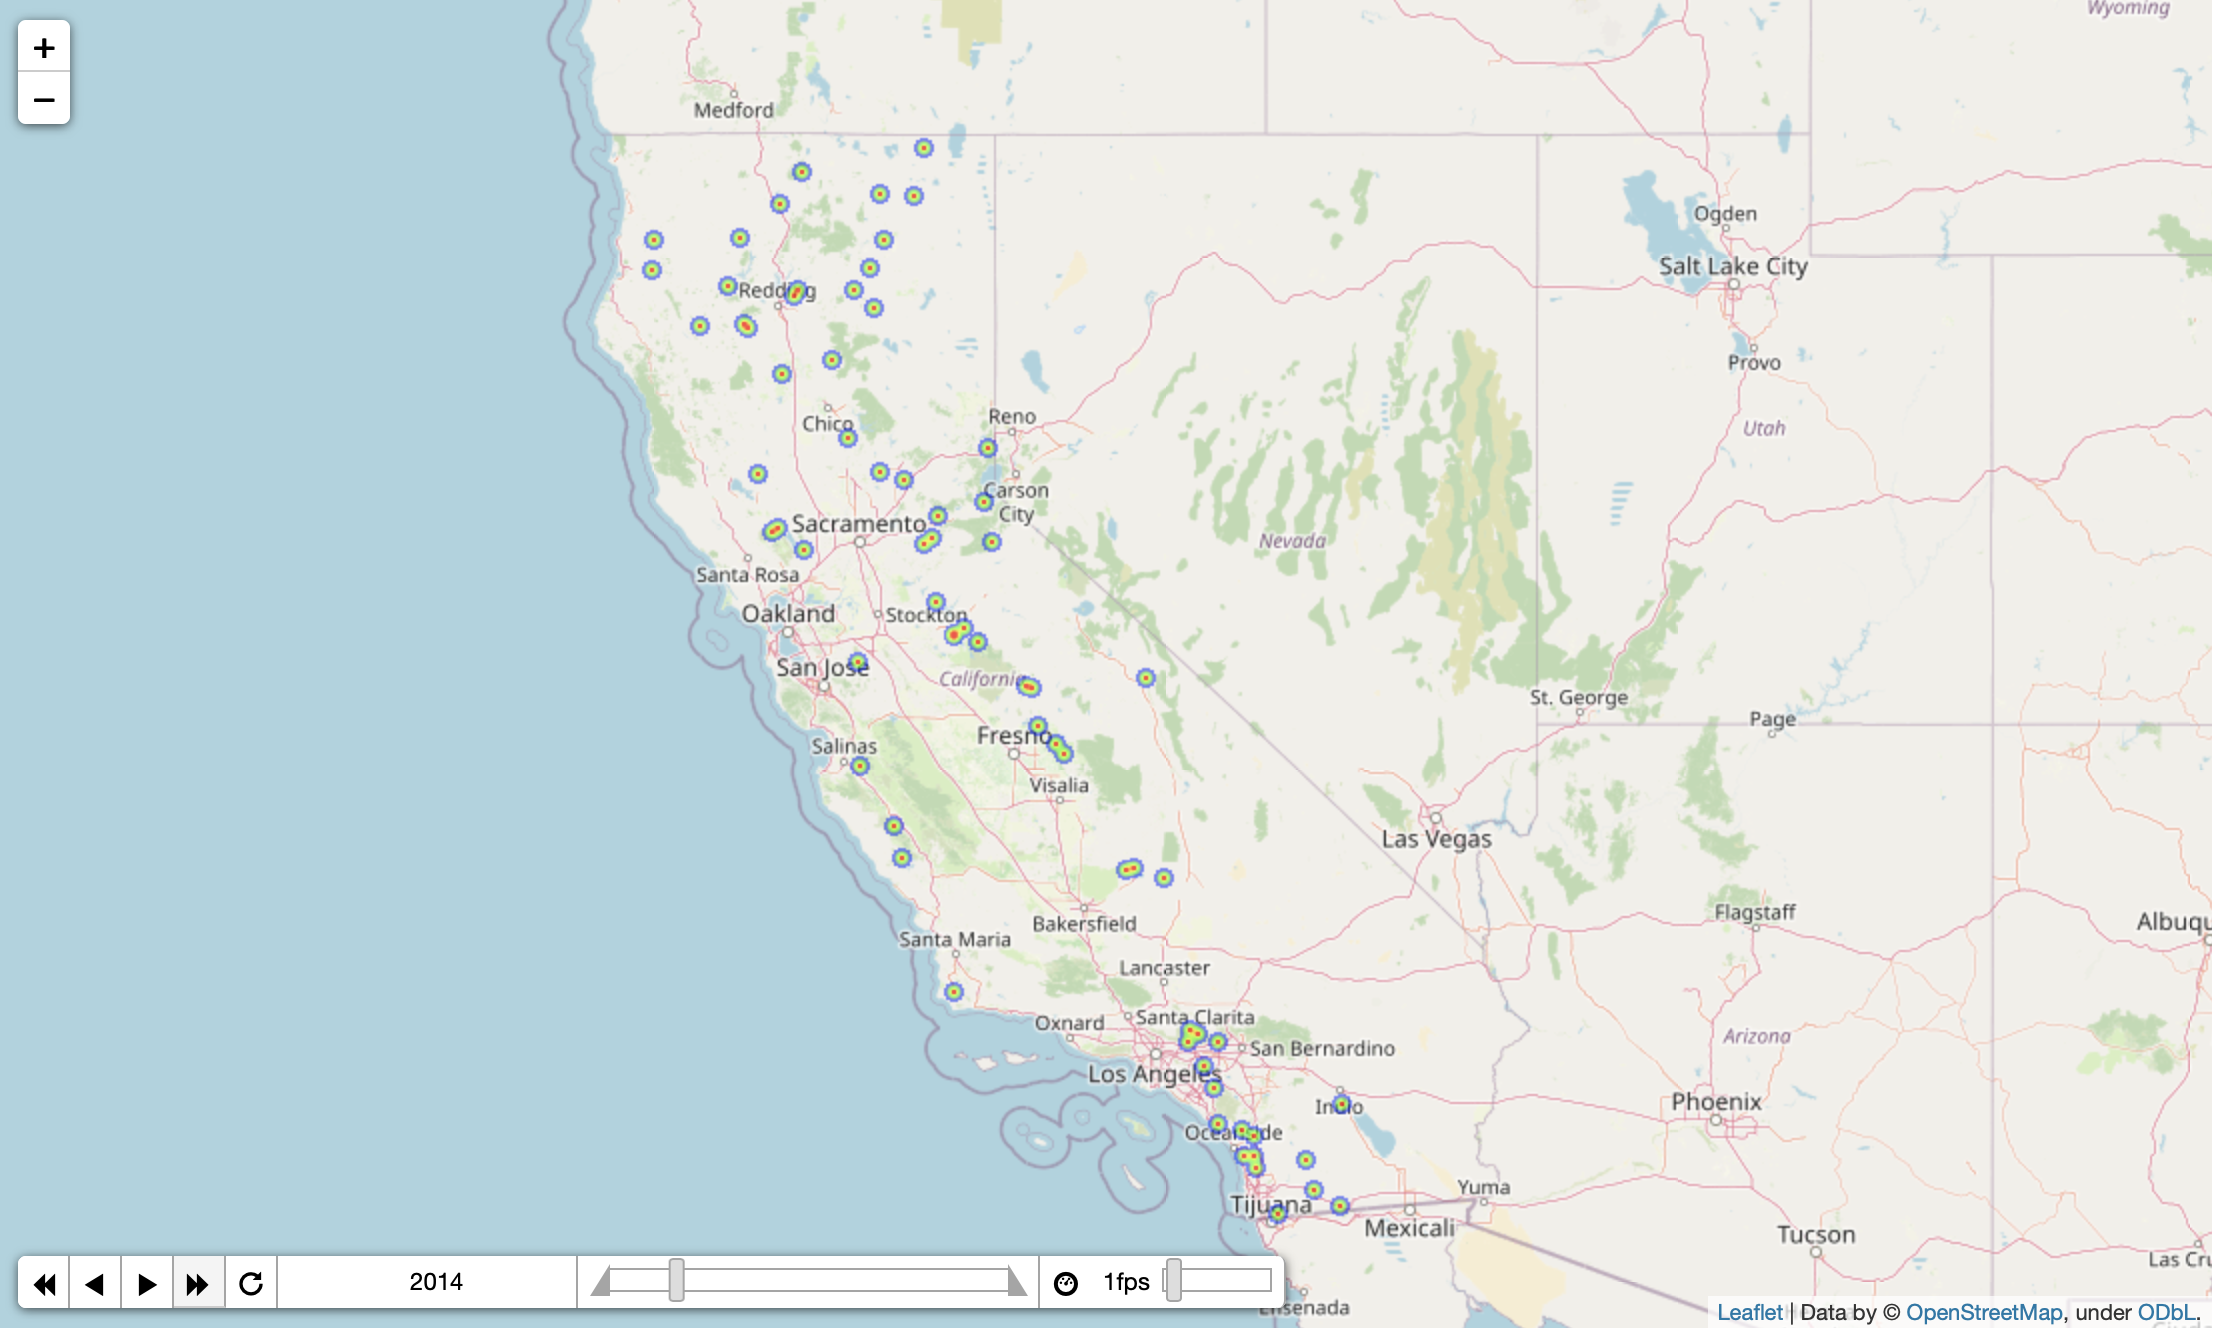 +
−
Wyoming
Medford
Ogden
Salt Lake City
Redding
Provo
Chico
Reno
Utah
Carson
City
Sacramento
Nevada
Santa Rosa
Oakland
Stockton
San Jose
California
St. George
Page
Fresno
Salinas
Visalia
Las Vegas
Flagstaff
Albuqu
Bakersfield
Santa Maria
Lancaster
Santa Clarita
Oxnard
Arizona
San Bernardino
Los Angeles
Phoenix
Indio
Oceanside
Yuma
Tijuana
Mexicali
Tucson
Las Cru
2014
1fps
Ensenada
Leaflet | Data by © OpenStreetMap, under ODbL.